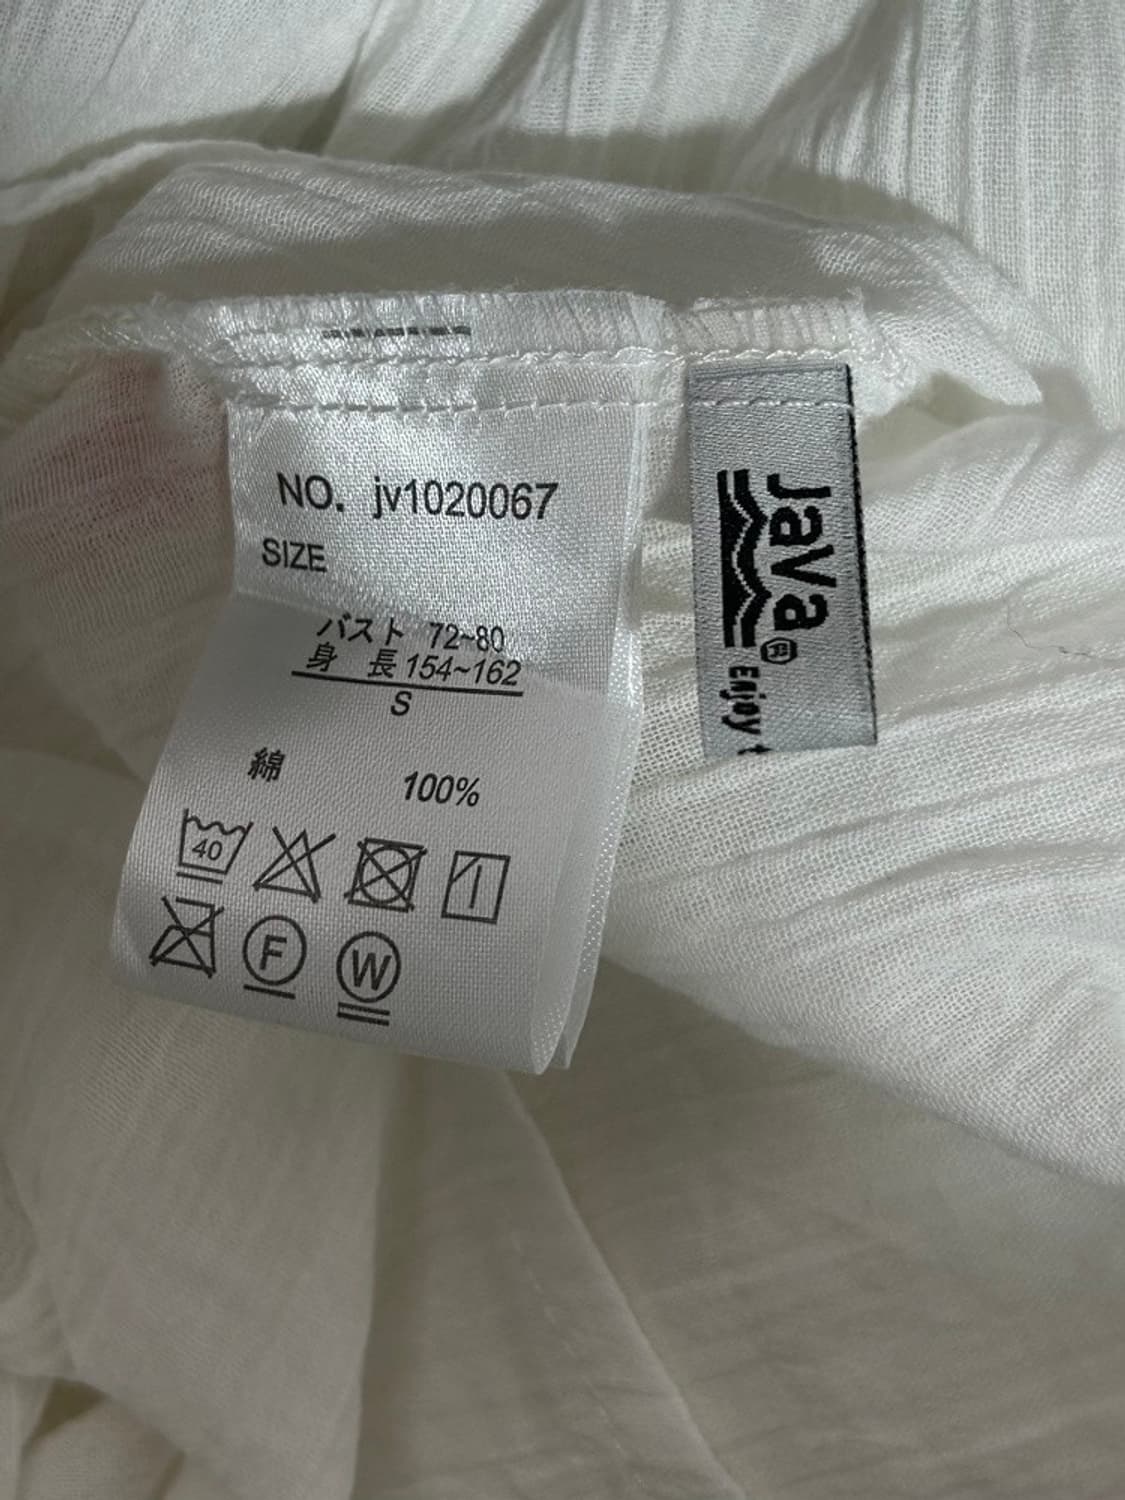 NO. jv1020067
SIZE
バスト 72~80
身 長 154~162
S
綿 100%
40
F W
Java®
Enjoy